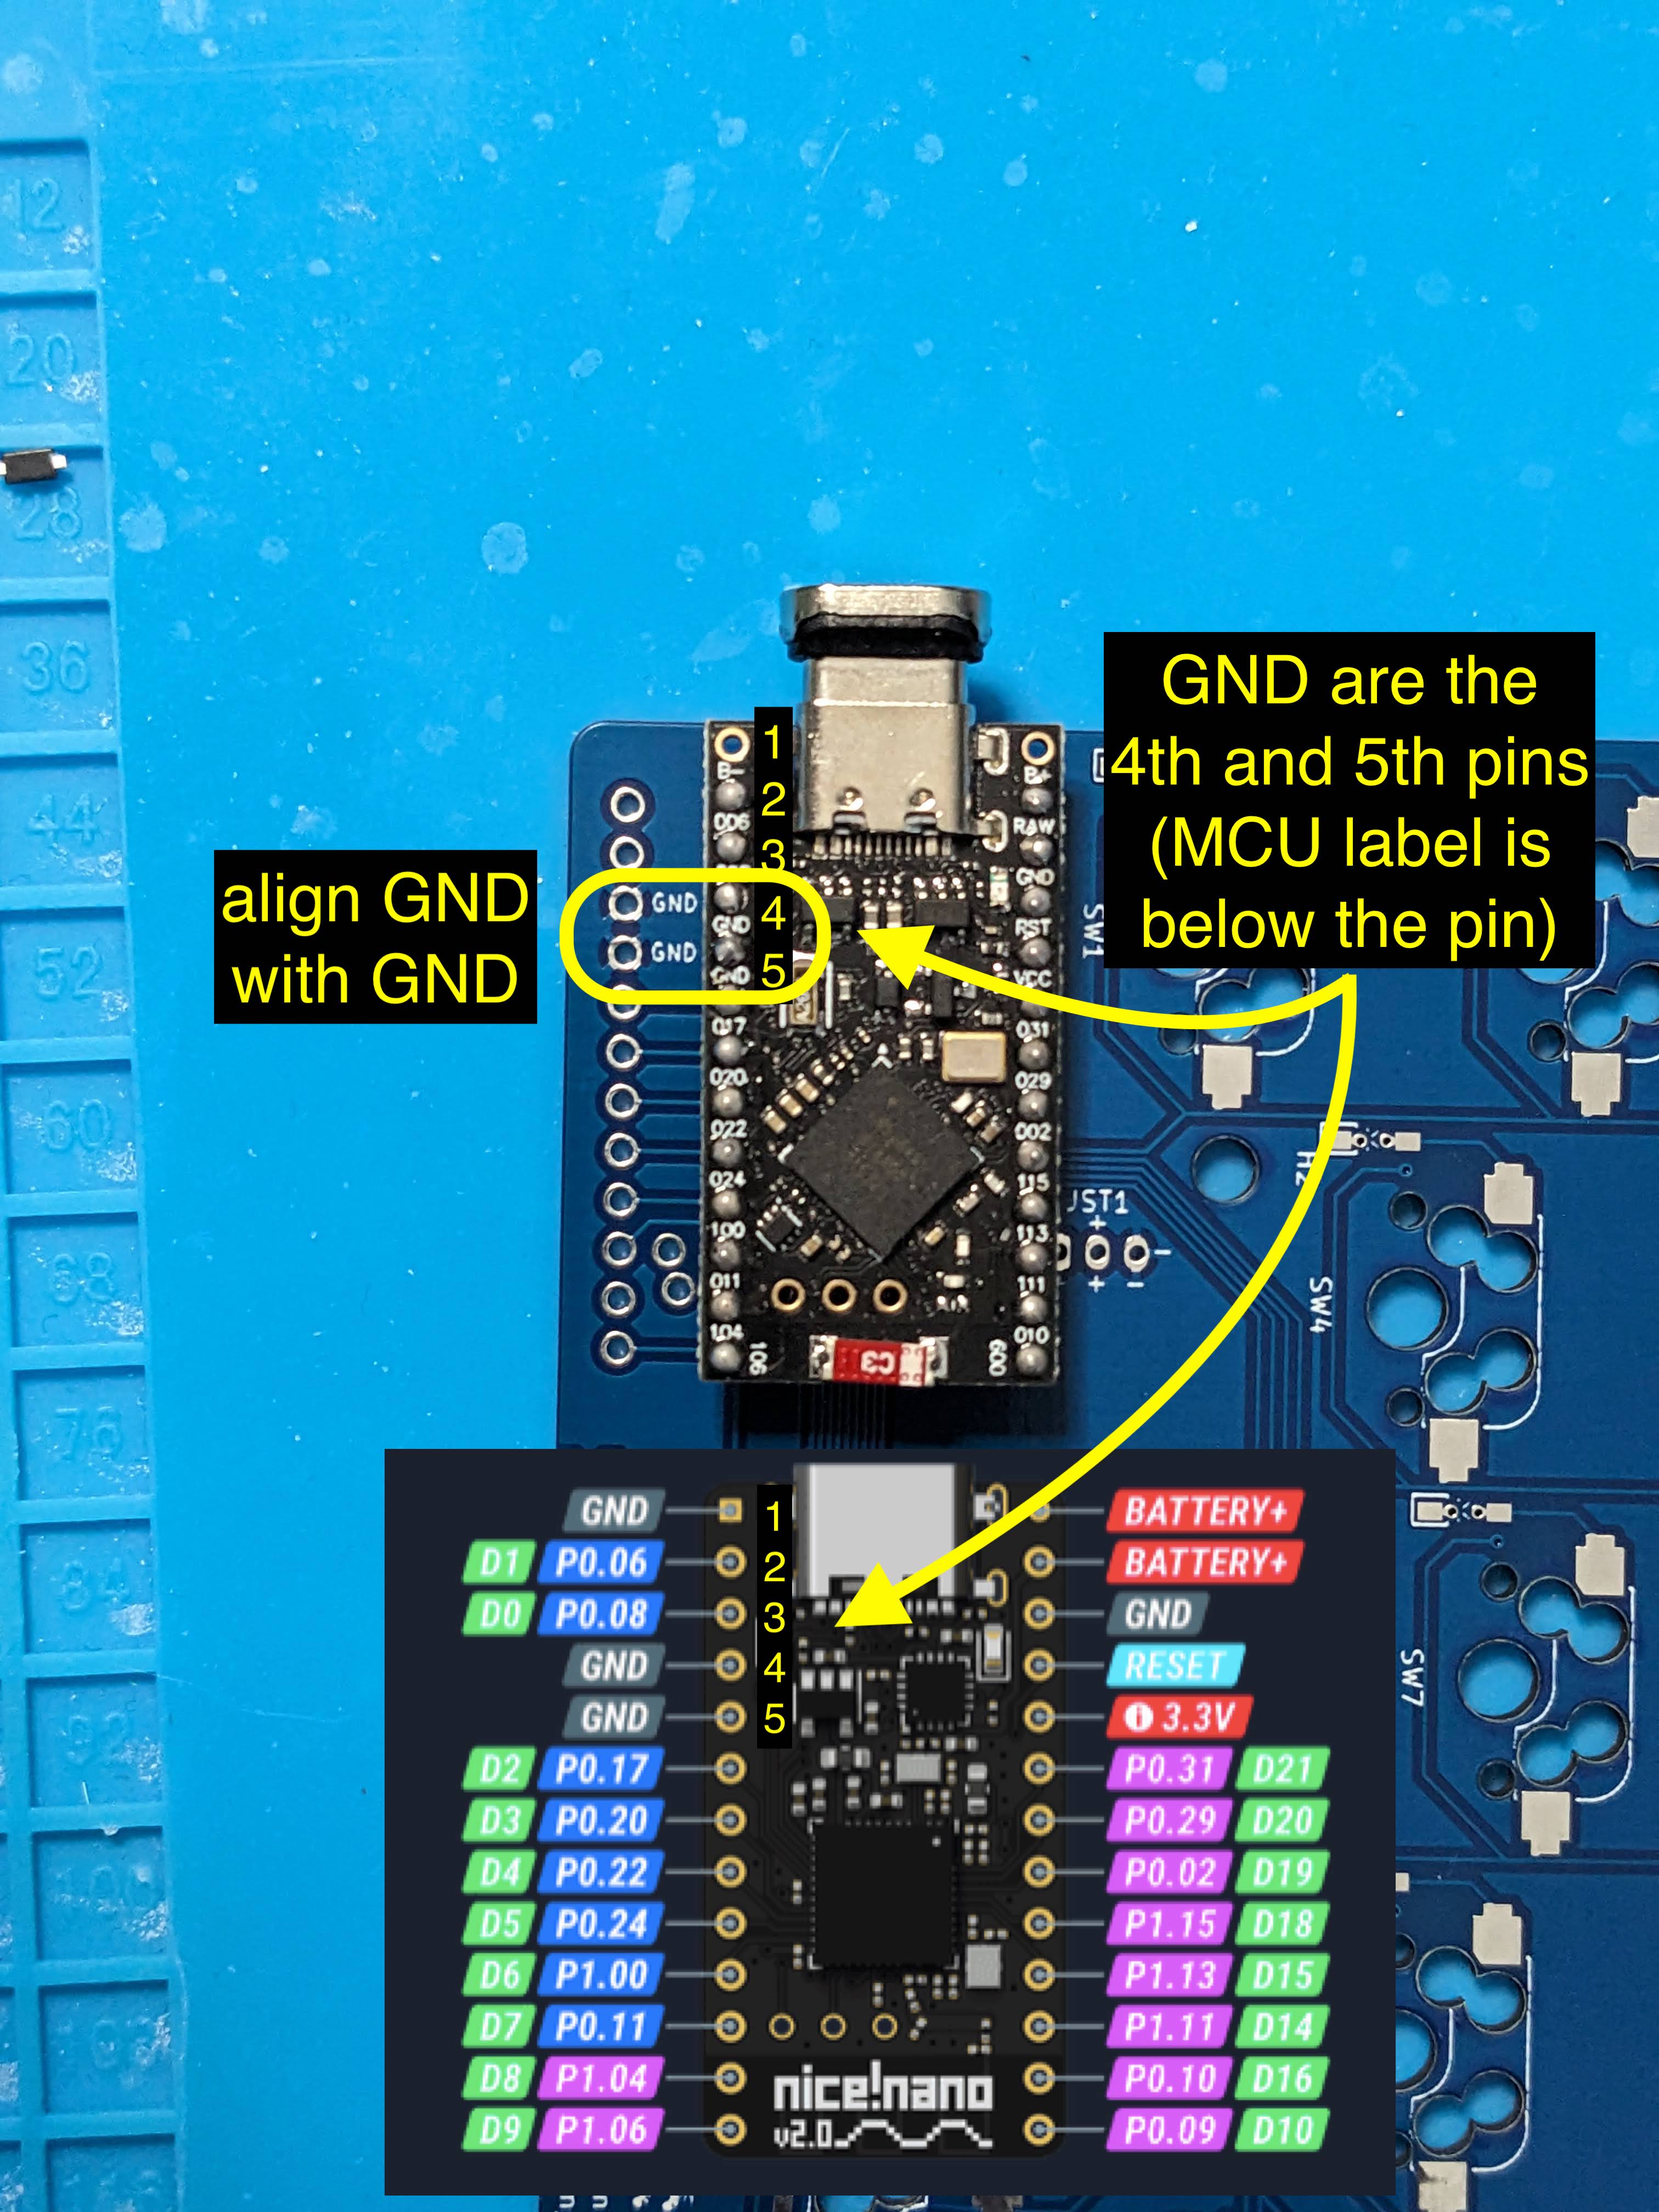 12
20
28
36
44
52
60
68
76
84
92
100
GND are the
4th and 5th pins
(MCU label is
below the pin)
align GND
with GND
1
2
3
4
5
GND
GND
B-
006
GND
GND
017
020
022
024
100
011
104
106
B+
RAW
GND
RST
VCC
031
029
002
115
113
111
010
009
C3
SW1
H2
JST1
+
-
+
-
SW4
SW7
GND
1
BATTERY+
D1 P0.06
2
BATTERY+
D0 P0.08
3
GND
GND
4
RESET
GND
5
3.3V
D2 P0.17
P0.31 D21
D3 P0.20
P0.29 D20
D4 P0.22
P0.02 D19
D5 P0.24
P1.15 D18
D6 P1.00
P1.13 D15
D7 P0.11
P1.11 D14
D8 P1.04
P0.10 D16
D9 P1.06
P0.09 D10
nice!nano
v2.0